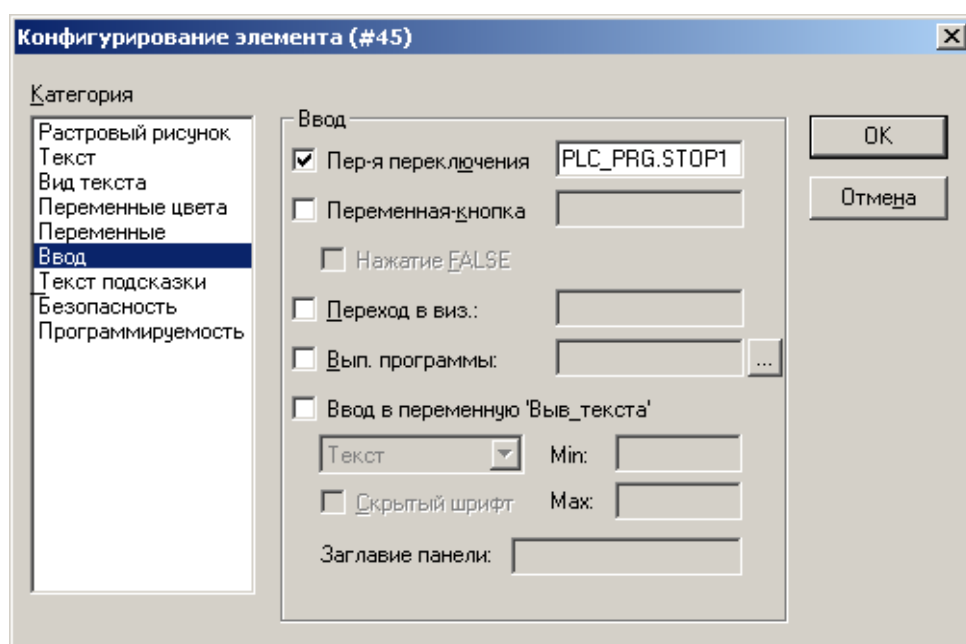 Конфигурирование элемента (#45)
Категория
Растровый рисунок
Текст
Вид текста
Переменные цвета
Переменные
Ввод
Текст подсказки
Безопасность
Программируемость
Ввод
Пер-я переключения PLC_PRG.STOP1
Переменная-кнопка
Нажатие FALSE
Переход в виз.:
Вып. программы: ...
Ввод в переменную 'Выв_текста'
Текст Min:
Скрытый шрифт Max:
Заглавие панели:
OK
Отмена